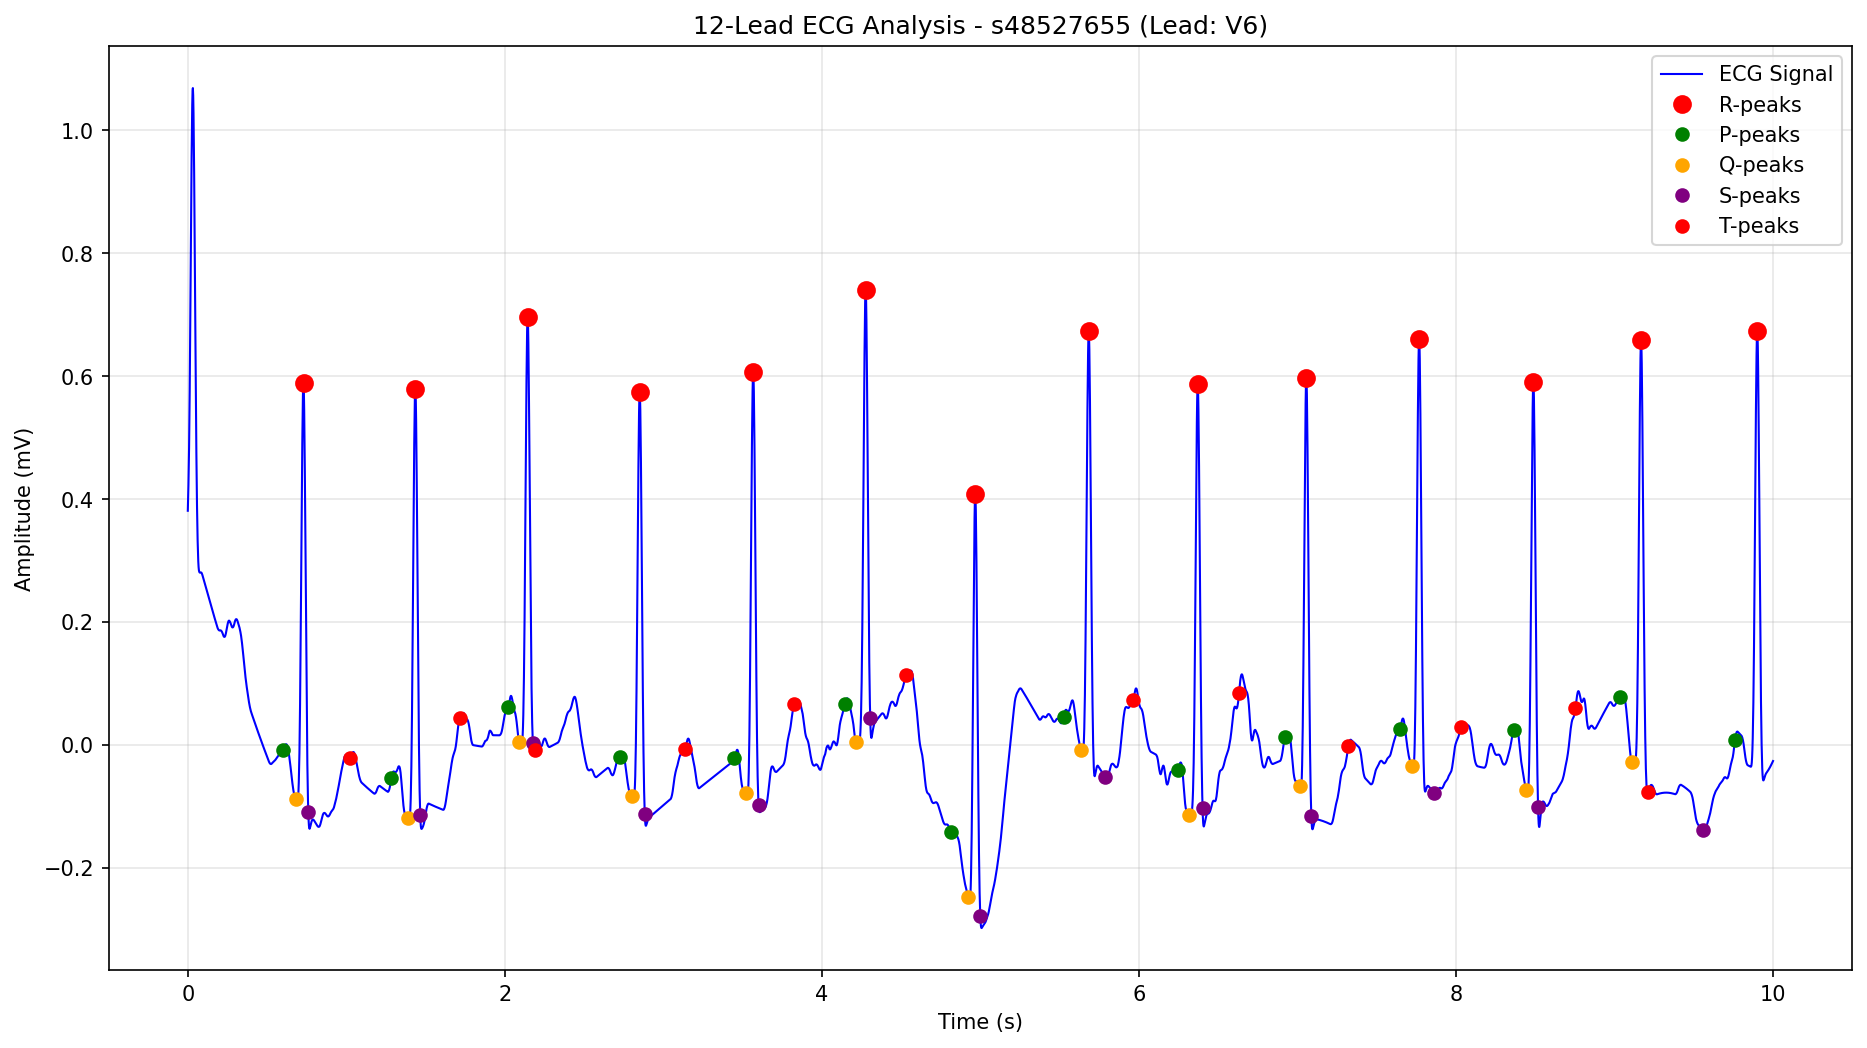 12-Lead ECG Analysis - s48527655 (Lead: V6)
ECG Signal
R-peaks
P-peaks
Q-peaks
S-peaks
T-peaks
Amplitude (mV)
1.0
0.8
0.6
0.4
0.2
0.0
−0.2
0 2 4 6 8 10
Time (s)